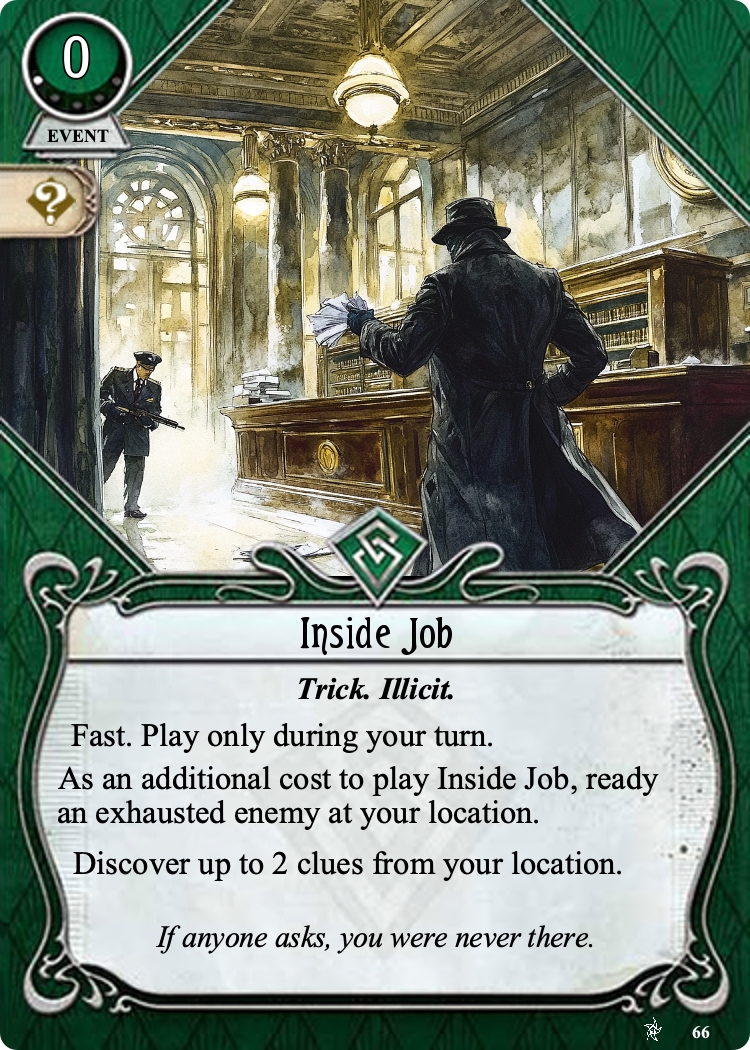 0
EVENT
?
Inside Job
Trick. Illicit.
Fast. Play only during your turn.
As an additional cost to play Inside Job, ready
an exhausted enemy at your location.
Discover up to 2 clues from your location.
If anyone asks, you were never there.
66